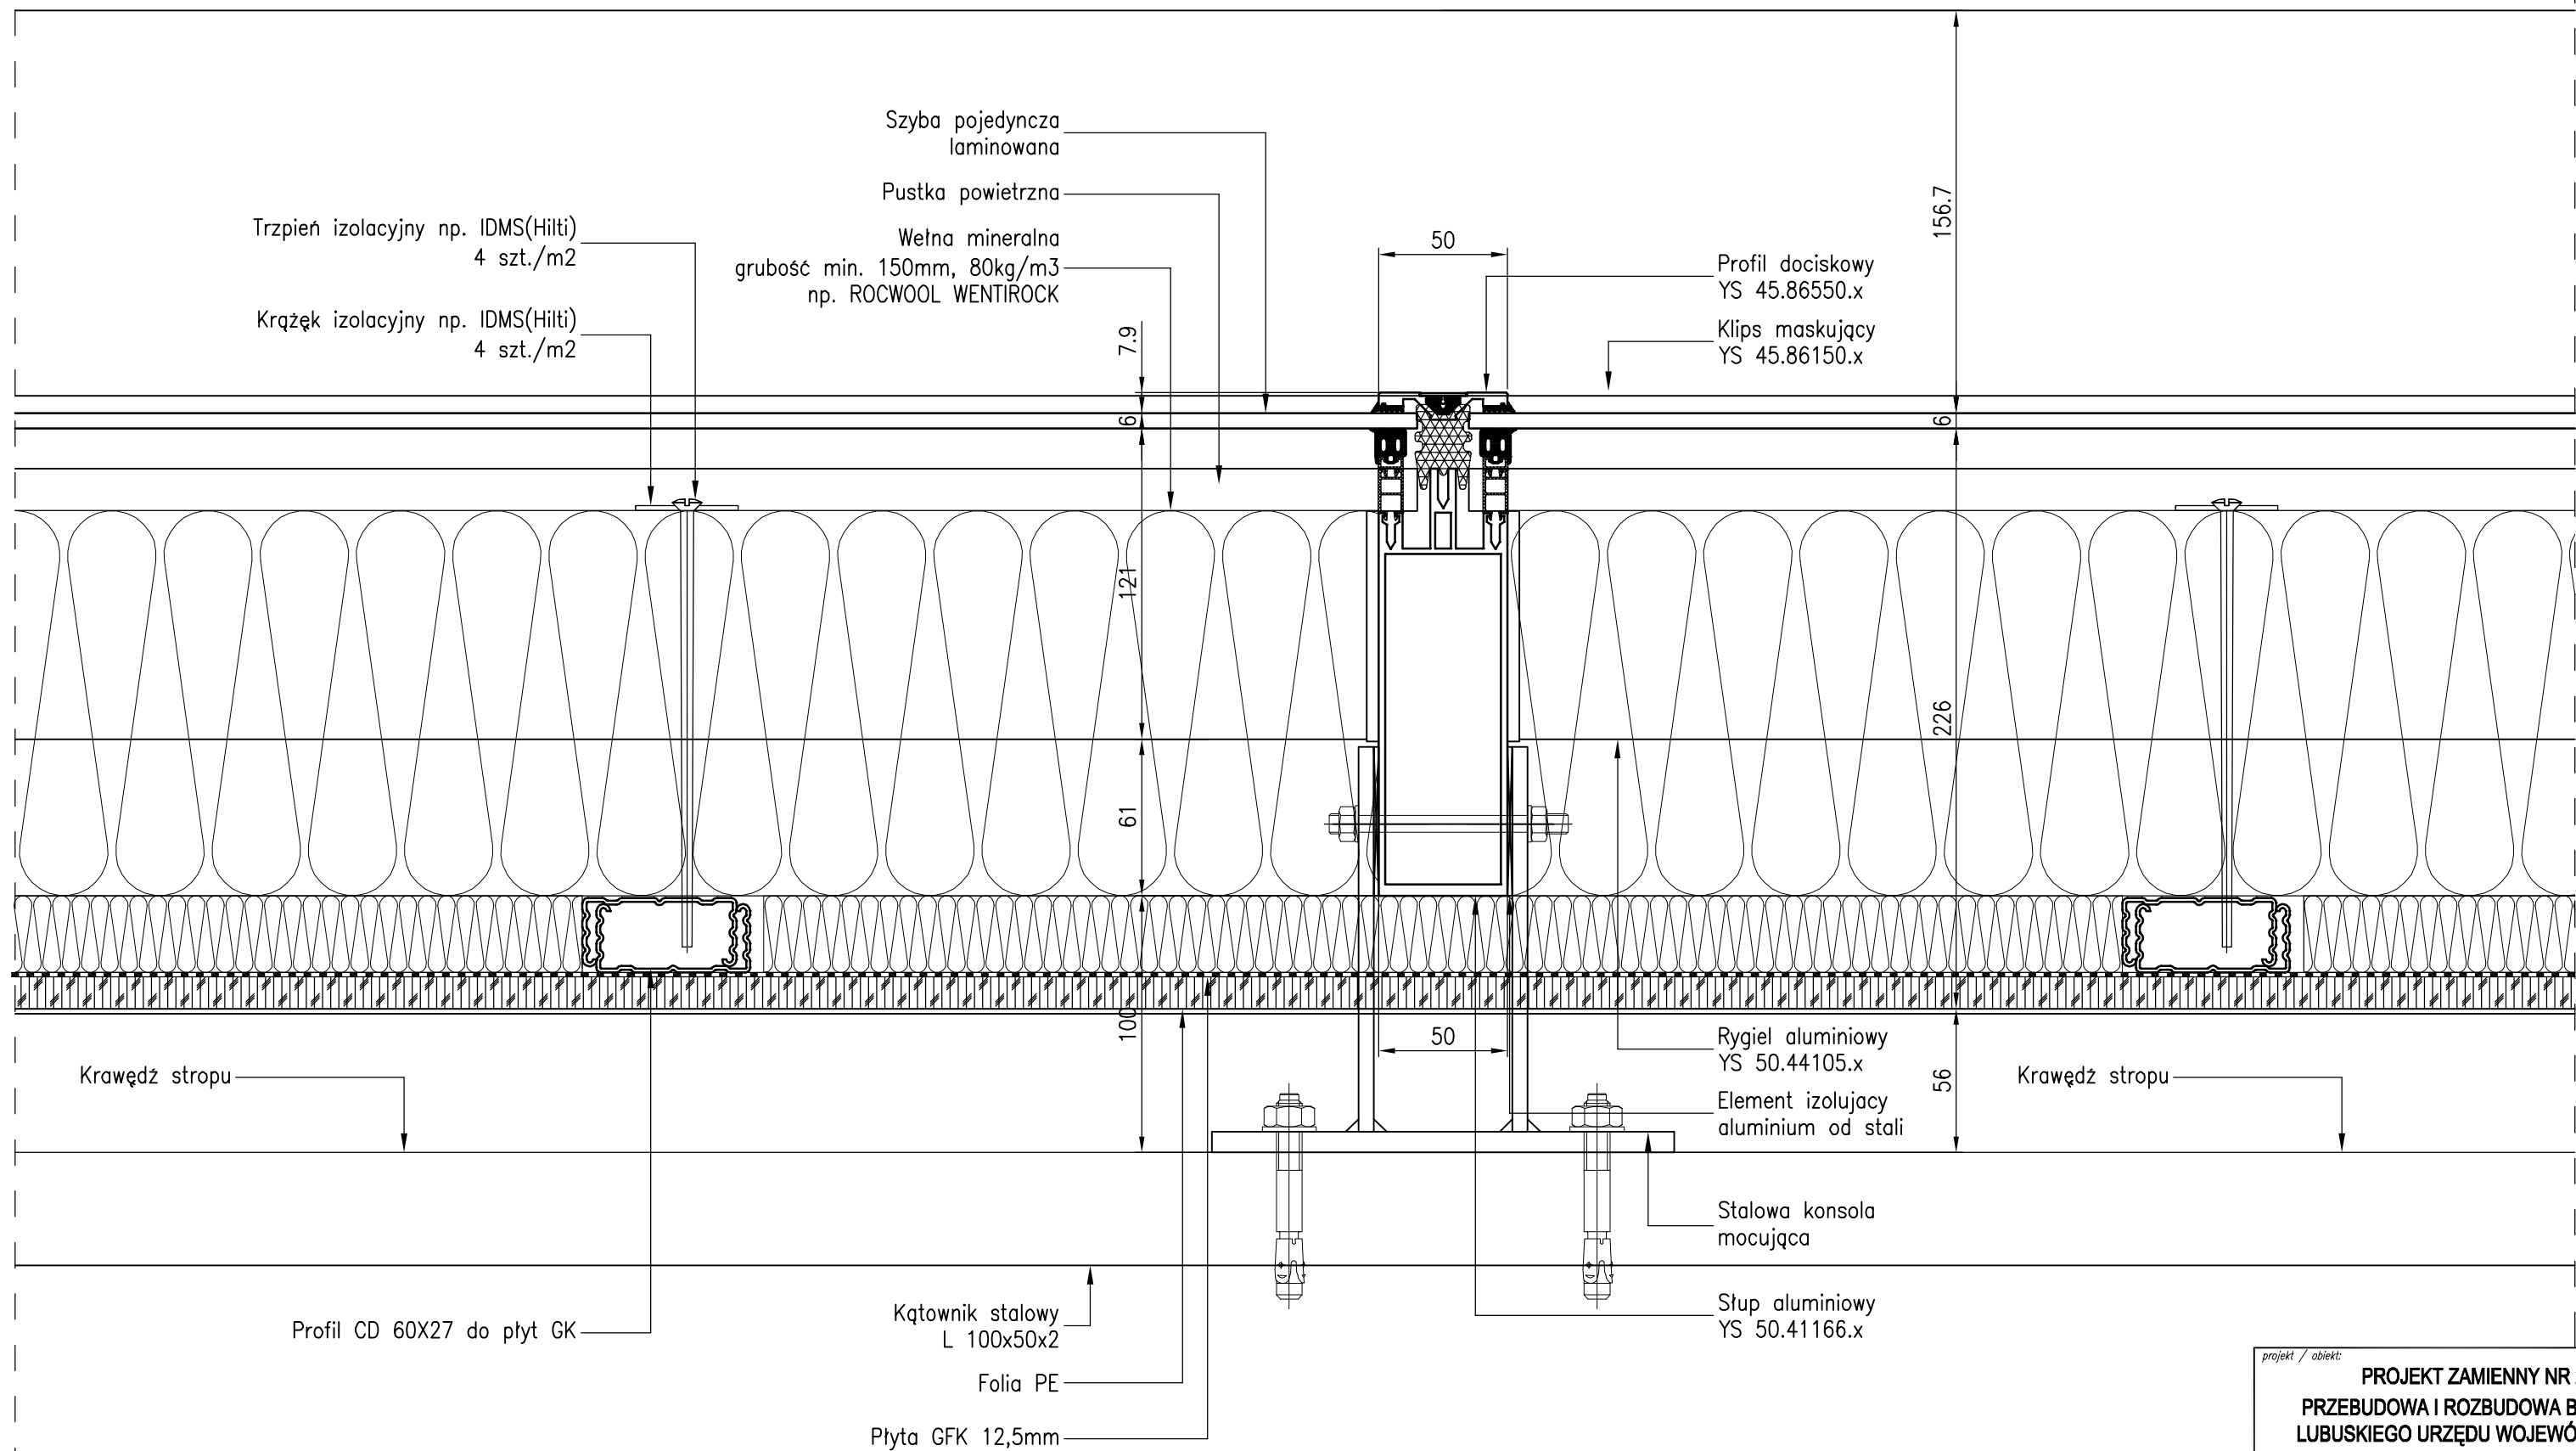 Szyba pojedyncza
laminowana
Pustka powietrzna
Wełna mineralna
grubość min. 150mm, 80kg/m3
np. ROCWOOL WENTIROCK
Trzpień izolacyjny np. IDMS(Hilti)
4 szt./m2
Krążęk izolacyjny np. IDMS(Hilti)
4 szt./m2
50
Profil dociskowy
YS 45.86550.x
Klips maskujący
YS 45.86150.x
156.7
7.9
6
6
121
226
61
100
50
56
Krawędź stropu
Rygiel aluminiowy
YS 50.44105.x
Element izolujacy
aluminium od stali
Krawędź stropu
Stalowa konsola
mocująca
Słup aluminiowy
YS 50.41166.x
Profil CD 60X27 do płyt GK
Kątownik stalowy
L 100x50x2
Folia PE
Płyta GFK 12,5mm
projekt / obiekt:
PROJEKT ZAMIENNY NR
PRZEBUDOWA I ROZBUDOWA B
LUBUSKIEGO URZĘDU WOJEWÓ